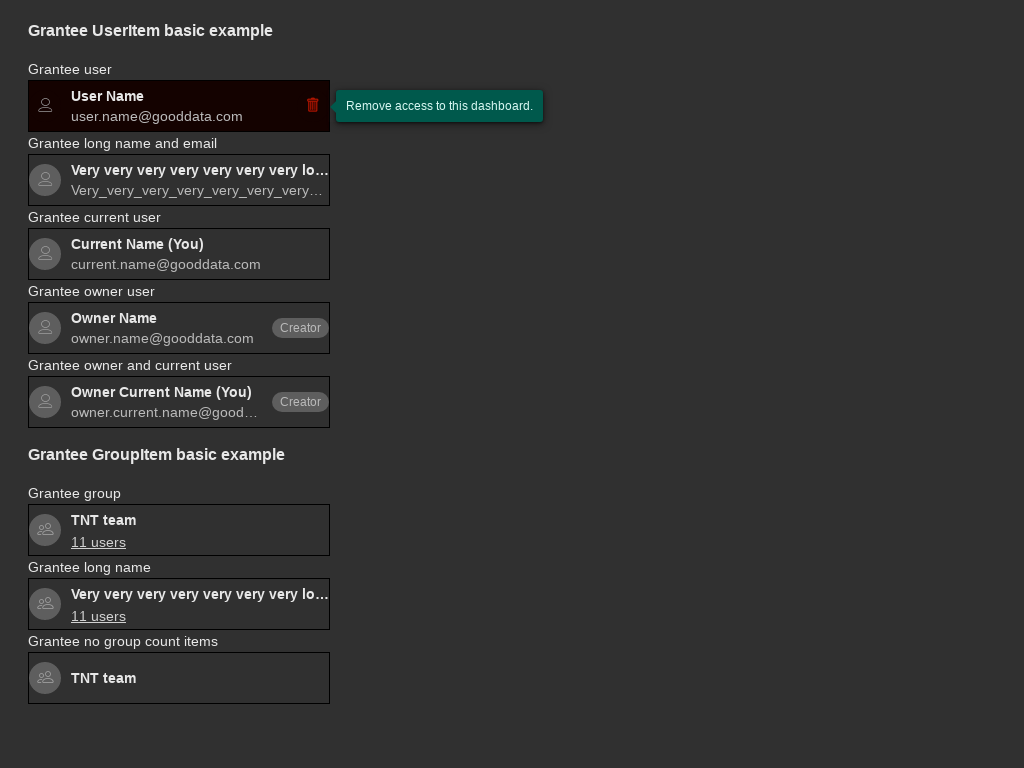 Grantee UserItem basic example
Grantee user
User Name
user.name@gooddata.com
Remove access to this dashboard.
Grantee long name and email
Very very very very very very very lo…
Very_very_very_very_very_very_very…
Grantee current user
Current Name (You)
current.name@gooddata.com
Grantee owner user
Owner Name
owner.name@gooddata.com
Creator
Grantee owner and current user
Owner Current Name (You)
owner.current.name@good…
Creator
Grantee GroupItem basic example
Grantee group
TNT team
11 users
Grantee long name
Very very very very very very very lo…
11 users
Grantee no group count items
TNT team